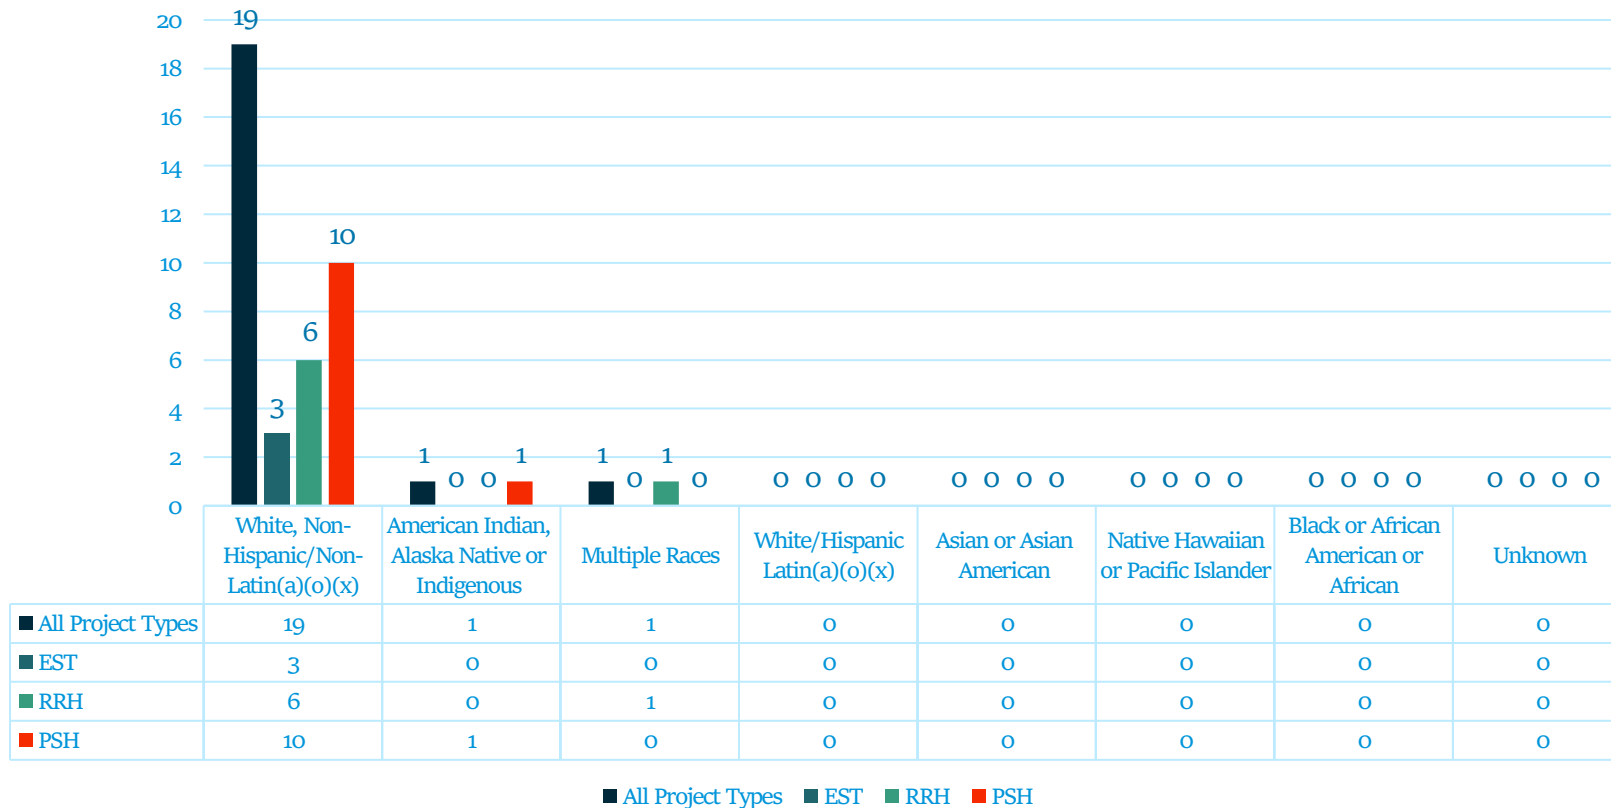 20
18
16
14
12
10
8
6
4
2
0
19
3
6
10
1 0 0 1
1 0 1 0
0 0 0 0
0 0 0 0
0 0 0 0
0 0 0 0
0 0 0 0
White, Non-
Hispanic/Non-
Latin(a)(o)(x)
American Indian,
Alaska Native or
Indigenous
Multiple Races
White/Hispanic
Latin(a)(o)(x)
Asian or Asian
American
Native Hawaiian
or Pacific Islander
Black or African
American or
African
Unknown
All Project Types 19 1 1 0 0 0 0 0
EST 3 0 0 0 0 0 0 0
RRH 6 0 1 0 0 0 0 0
PSH 10 1 0 0 0 0 0 0
All Project Types EST RRH PSH